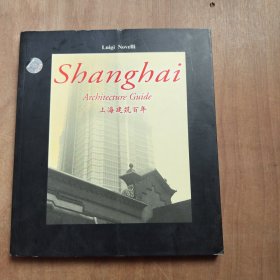 Luigi Novelli
Shanghai
Architecture Guide
上海建筑百年